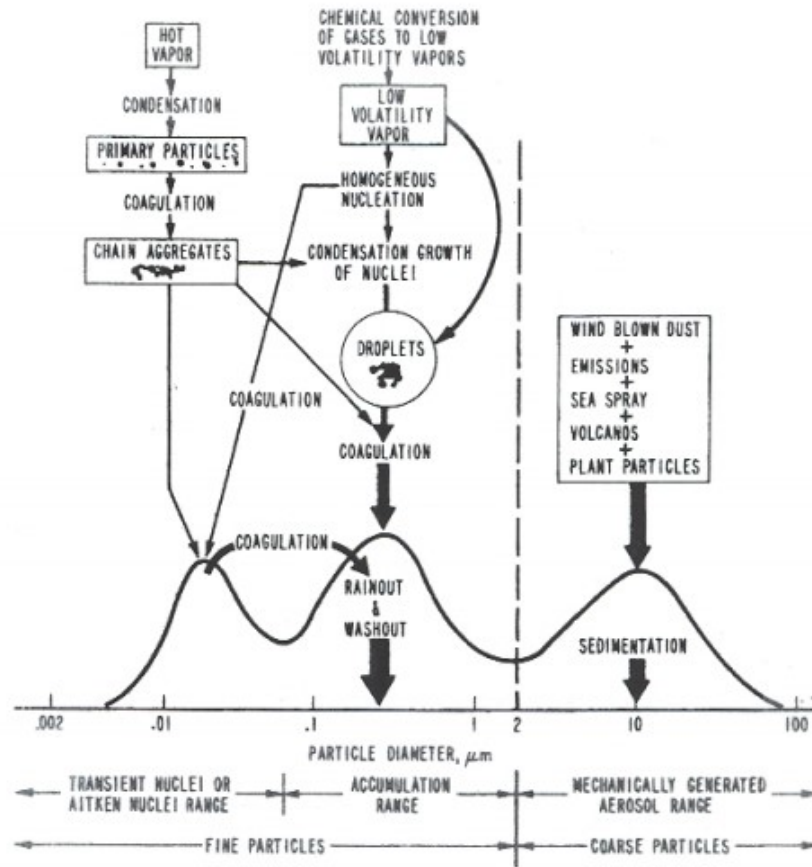 HOT
VAPOR
CONDENSATION
PRIMARY PARTICLES
COAGULATION
CHAIN AGGREGATES
CHEMICAL CONVERSION
OF GASES TO LOW
VOLATILITY VAPORS
LOW
VOLATILITY
VAPOR
HOMOGENEOUS
NUCLEATION
CONDENSATION GROWTH
OF NUCLEI
DROPLETS
COAGULATION
COAGULATION
COAGULATION
RAINOUT
&
WASHOUT
WIND BLOWN DUST
+
EMISSIONS
+
SEA SPRAY
+
VOLCANOS
+
PLANT PARTICLES
SEDIMENTATION
.002 .01 .1 1 2 10 100
PARTICLE DIAMETER, μm
TRANSIENT NUCLEI OR
AITKEN NUCLEI RANGE
ACCUMULATION
RANGE
MECHANICALLY GENERATED
AEROSOL RANGE
FINE PARTICLES
COARSE PARTICLES